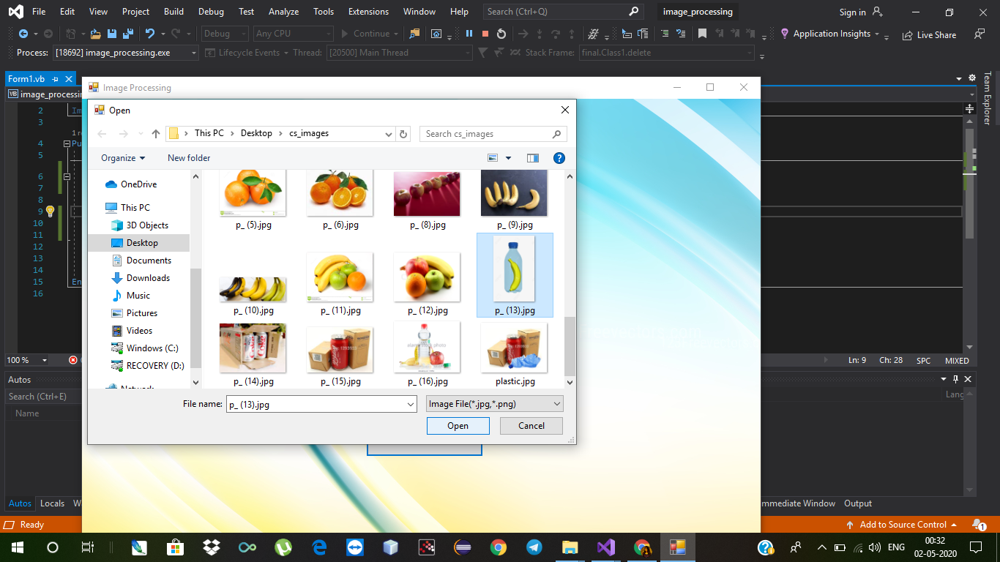 File Edit View Project Build Debug Test Analyze Tools Extensions Window Help Search (Ctrl+Q) image_processing Sign in
Debug Any CPU Continue Application Insights Live Share
Process: [18692] image_processing.exe Lifecycle Events Thread: [20500] Main Thread Stack Frame: final.Class1.delete
Form1.vb
VB image_processin
Image Processing
Open
This PC Desktop cs_images Search cs_images
Organize New folder
OneDrive
This PC
3D Objects
Desktop
Documents
Downloads
Music
Pictures
Videos
Windows (C:)
RECOVERY (D:)
Network
p_ (5).jpg p_ (6).jpg p_ (8).jpg p_ (9).jpg
p_ (10).jpg p_ (11).jpg p_ (12).jpg p_ (13).jpg
p_ (14).jpg p_ (15).jpg p_ (16).jpg plastic.jpg
File name: p_ (13).jpg Image File(*.jpg,*.png)
Open Cancel
2 Im
3
4 Pu
5
6
7
8
9
10
11
12
13
14
15 En
16
100 % Ln: 9 Ch: 28 SPC MIXED
Autos
Search (Ctrl+E)
Name Lang
Autos Locals W mmediate Window Output
Team Explorer
Ready Add to Source Control 1
ENG 00:32
02-05-2020